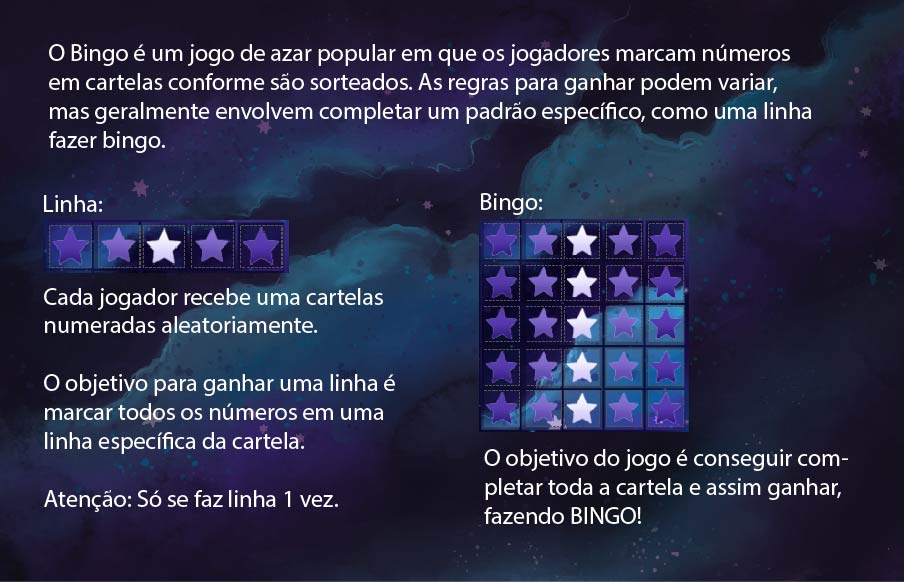 O Bingo é um jogo de azar popular em que os jogadores marcam números
em cartelas conforme são sorteados. As regras para ganhar podem variar,
mas geralmente envolvem completar um padrão específico, como uma linha
fazer bingo.
Linha:
Cada jogador recebe uma cartelas
numeradas aleatoriamente.
O objetivo para ganhar uma linha é
marcar todos os números em uma
linha específica da cartela.
Atenção: Só se faz linha 1 vez.
Bingo:
O objetivo do jogo é conseguir com-
pletar toda a cartela e assim ganhar,
fazendo BINGO!